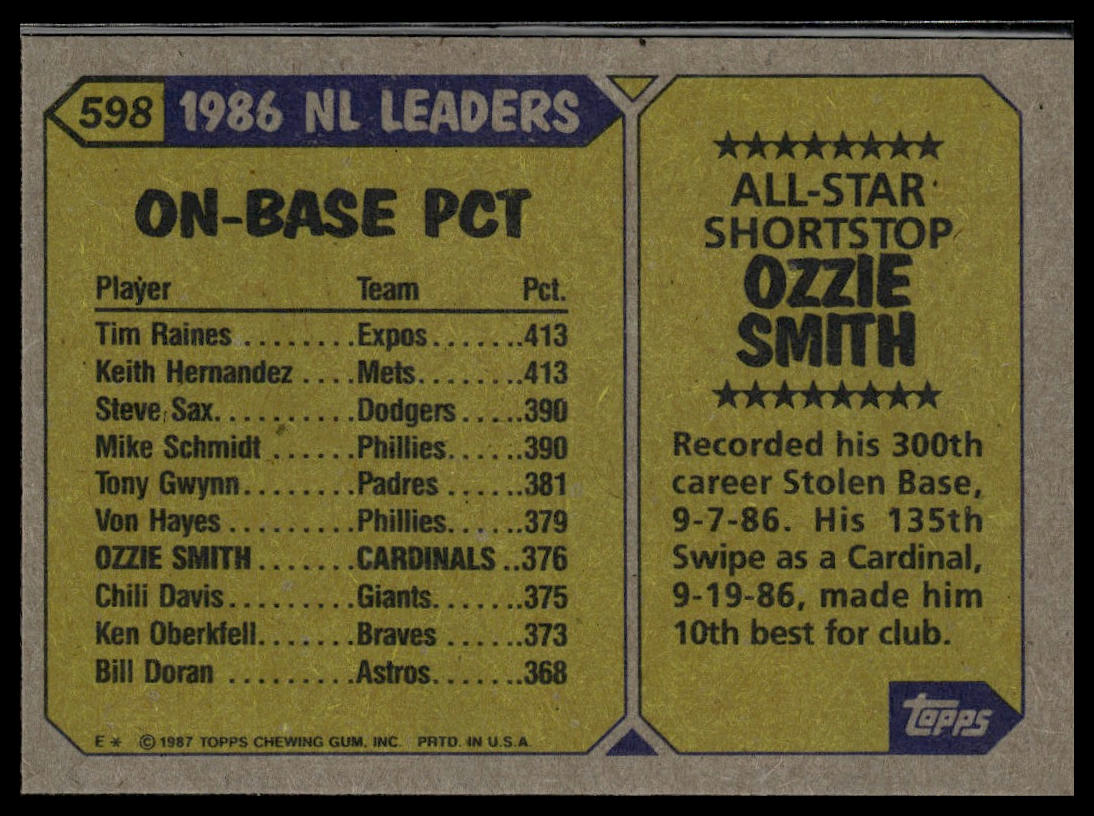 598 1986 NL LEADERS
ON-BASE PCT
Player Team Pct.
Tim Raines ........Expos.......413
Keith Hernandez ....Mets........413
Steve Sax..........Dodgers .....390
Mike Schmidt ......Phillies......390
Tony Gwynn........Padres ......381
Von Hayes .........Phillies......379
OZZIE SMITH.......CARDINALS ..376
Chili Davis.........Giants.......375
Ken Oberkfell.......Braves ......373
Bill Doran .........Astros.......368
E* © 1987 TOPPS CHEWING GUM, INC. PRTD. IN U.S.A.
ALL-STAR
SHORTSTOP
OZZIE
SMITH
Recorded his 300th
career Stolen Base,
9-7-86. His 135th
Swipe as a Cardinal,
9-19-86, made him
10th best for club.
topps